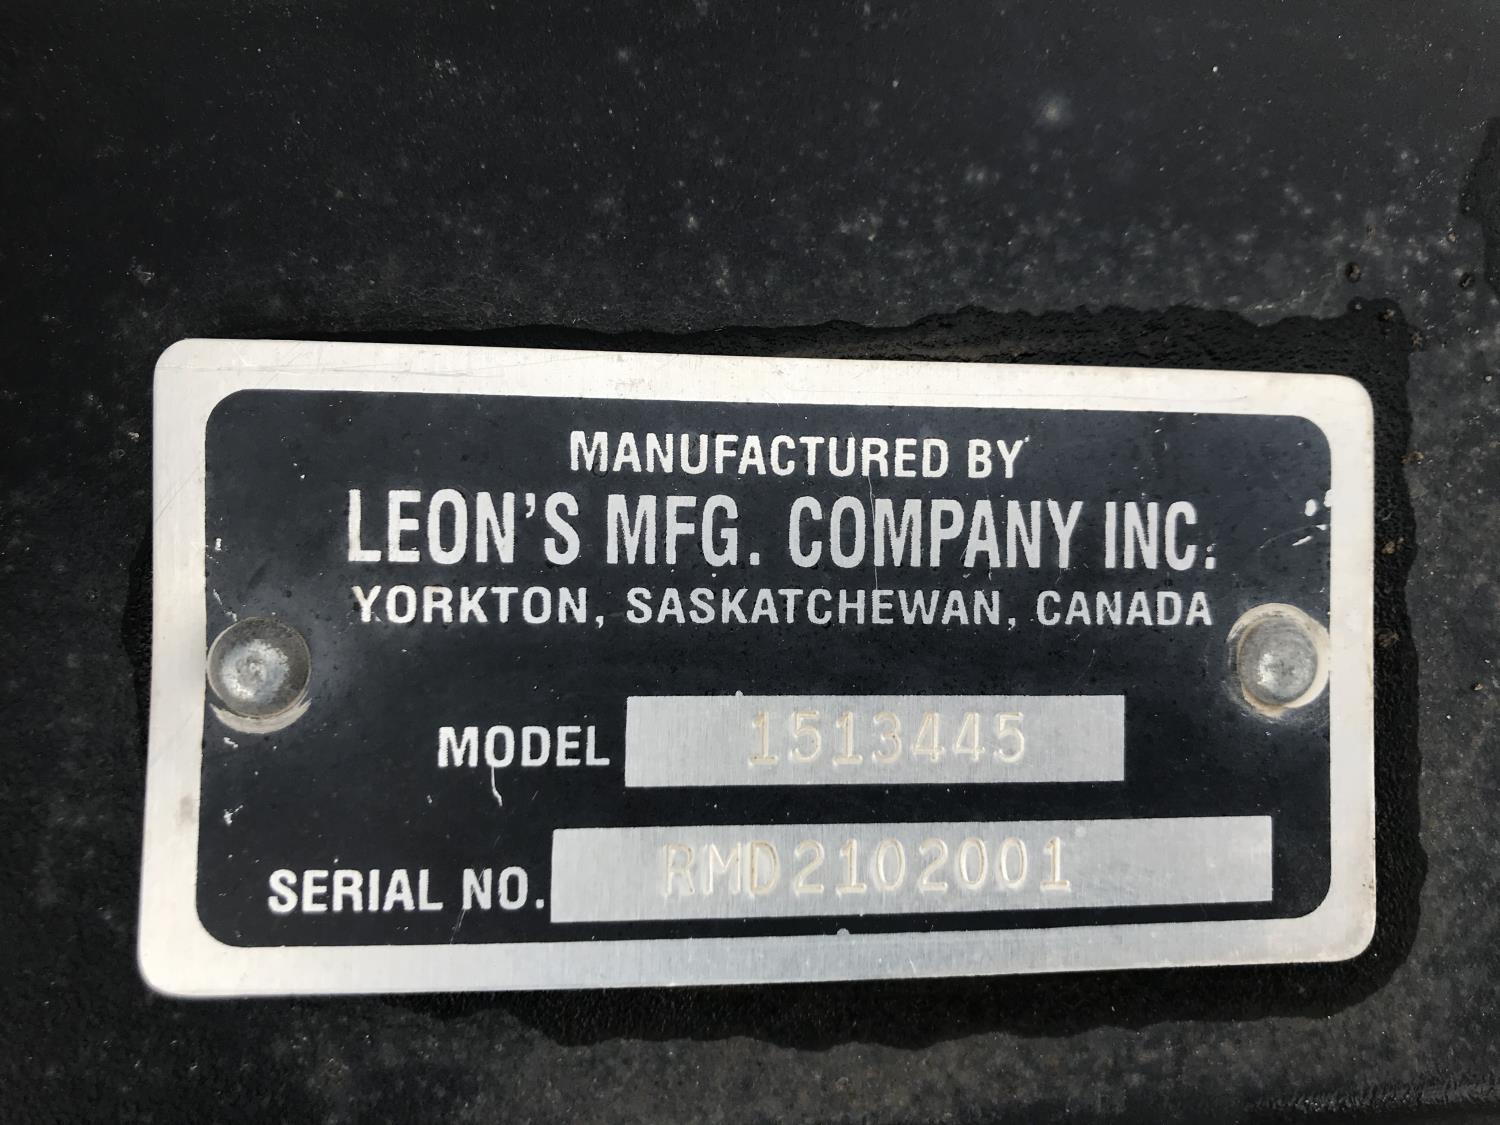 MANUFACTURED BY
LEON'S MFG. COMPANY INC.
YORKTON, SASKATCHEWAN, CANADA
MODEL 1513445
SERIAL NO. RMD2102001